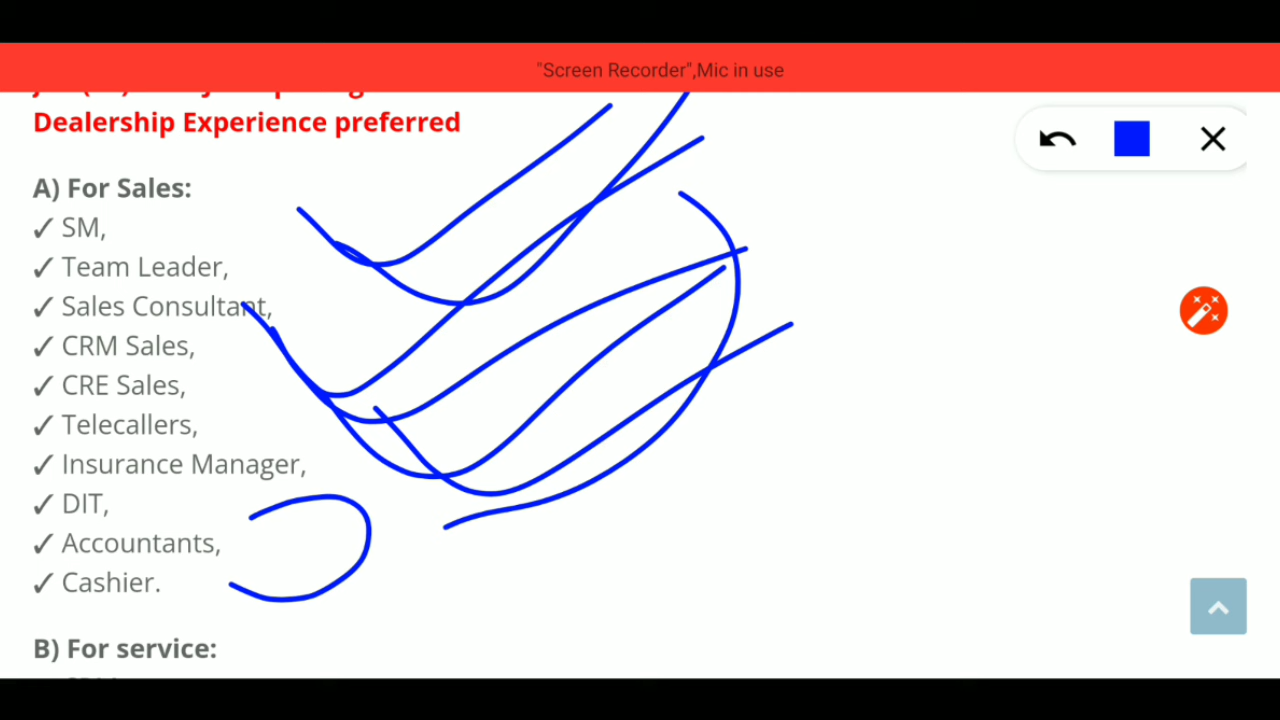 "Screen Recorder",Mic in use
Dealership Experience preferred
A) For Sales:
✓ SM,
✓ Team Leader,
✓ Sales Consultant,
✓ CRM Sales,
✓ CRE Sales,
✓ Telecallers,
✓ Insurance Manager,
✓ DIT,
✓ Accountants,
✓ Cashier.
B) For service: